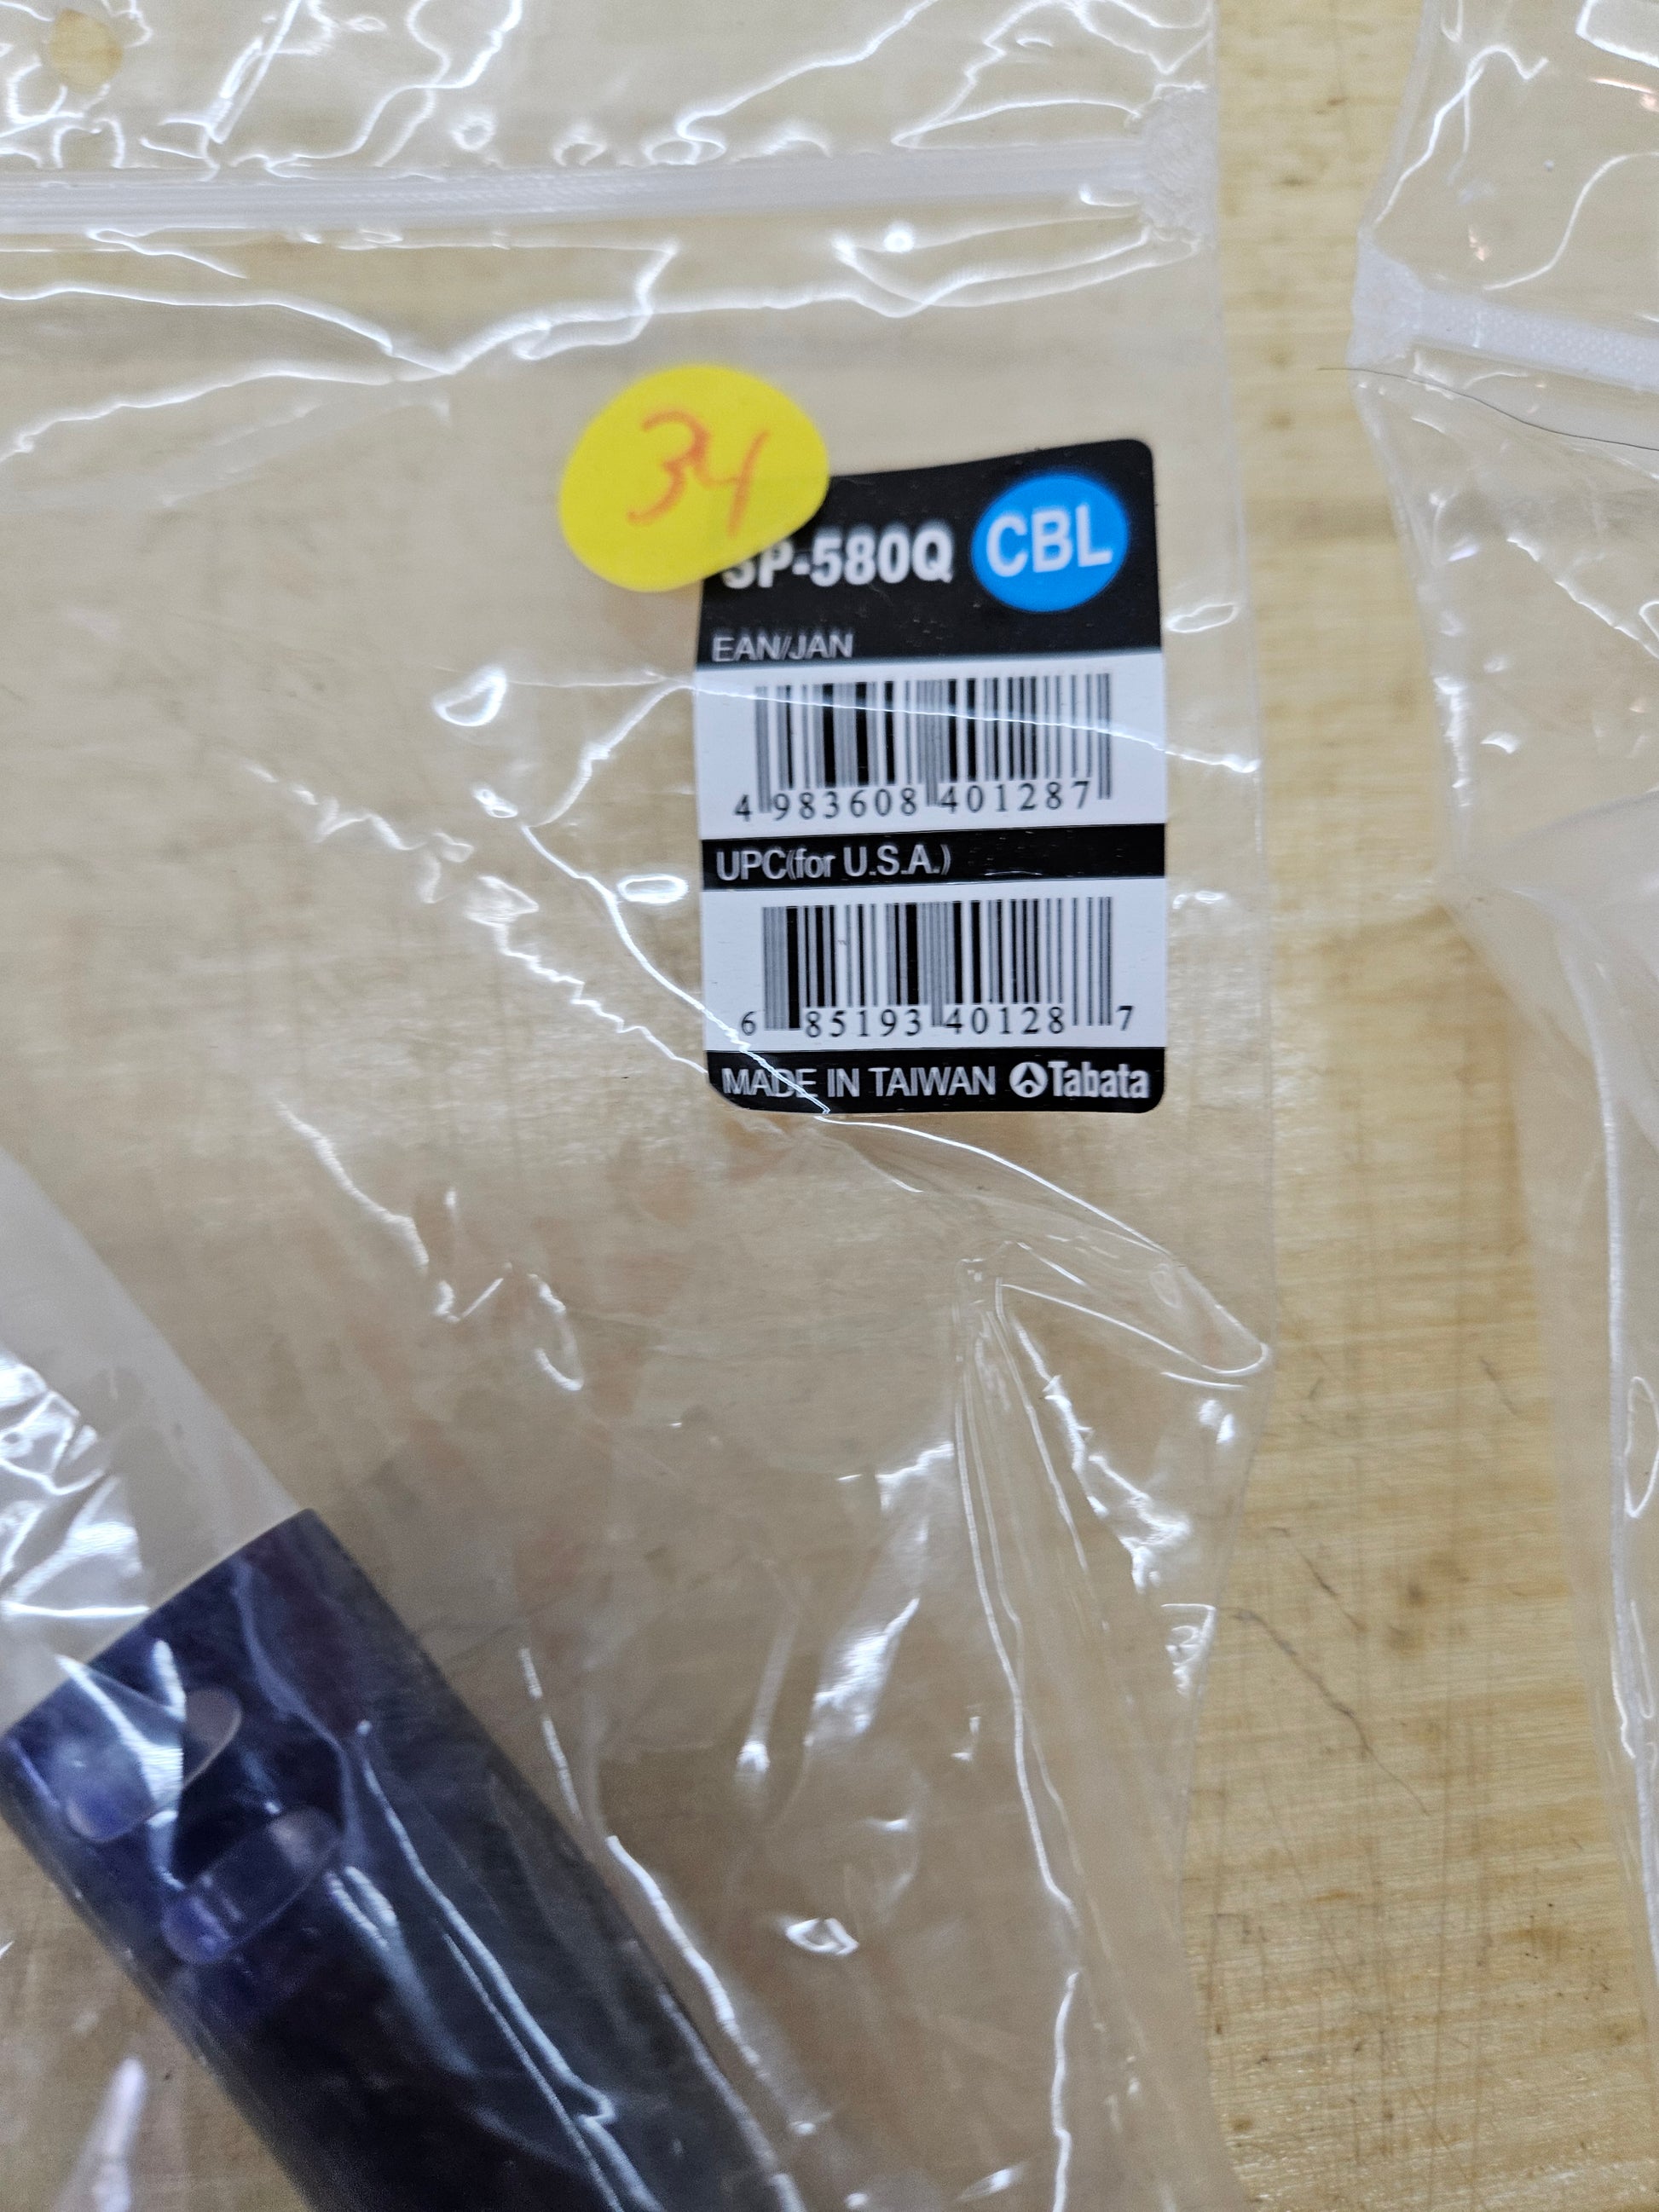 34
SP-580Q CBL
EAN/JAN
4 983608 401287
UPC(for U.S.A.)
6 85193 40128 7
MADE IN TAIWAN Tabata